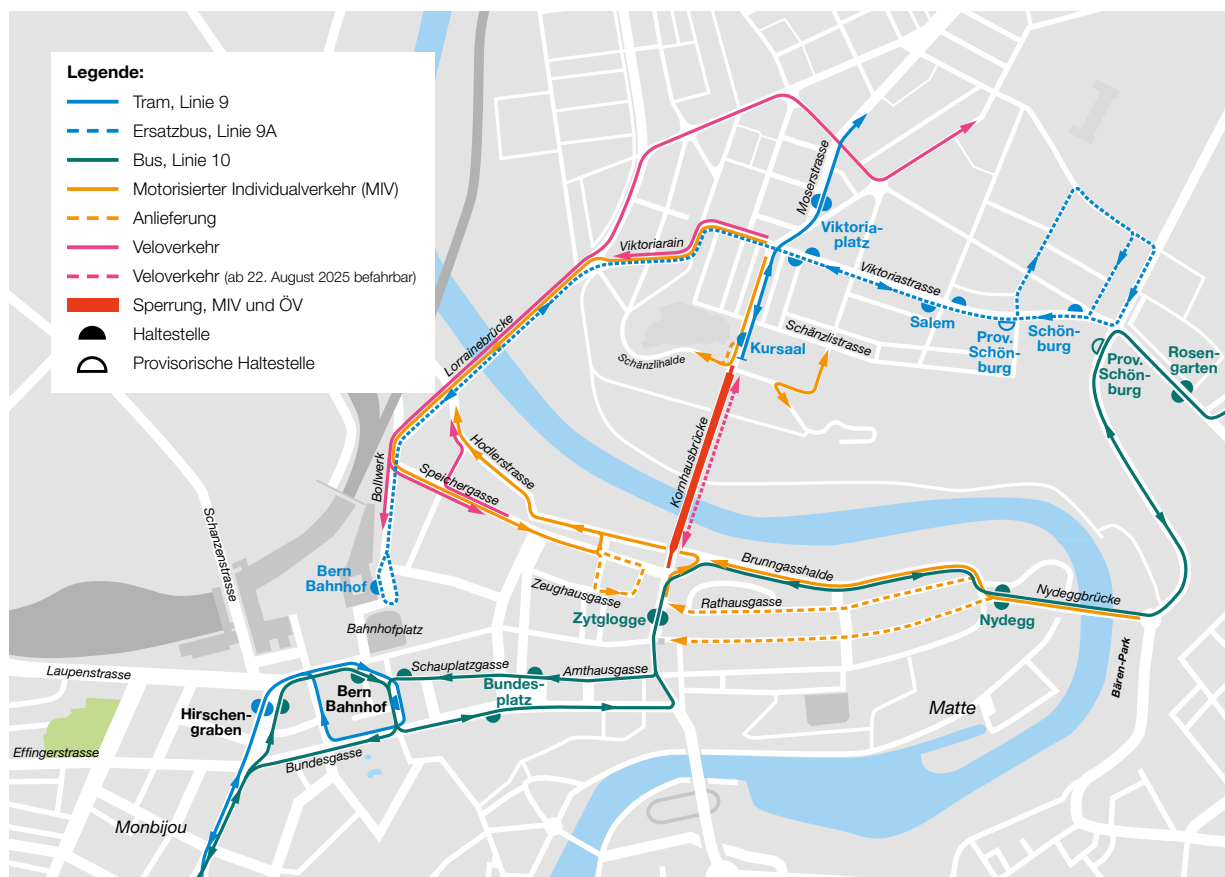 Legende:
Tram, Linie 9
Ersatzbus, Linie 9A
Bus, Linie 10
Motorisierter Individualverkehr (MIV)
Anlieferung
Veloverkehr
Veloverkehr (ab 22. August 2025 befahrbar)
Sperrung, MIV und ÖV
Haltestelle
Provisorische Haltestelle
Moserstrasse
Viktoria-
platz
Viktoriarain
Viktoriastrasse
Salem
Prov.
Schön-
burg
Schön-
burg
Prov.
Schön-
burg
Rosen-
garten
Lorrainebrücke
Schänzlihalde
Kursaal
Schänzlistrasse
Kornhausbrücke
Hodlerstrasse
Speichergasse
Bollwerk
Schanzenstrasse
Bern
Bahnhof
Bahnhofplatz
Zeughausgasse
Zytglogge
Brunngasshalde
Rathausgasse
Nydegg
Nydeggbrücke
Bären-Park
Laupenstrasse
Schauplatzgasse
Amthausgasse
Bundes-
platz
Bern
Bahnhof
Hirschen-
graben
Matte
Effingerstrasse
Bundesgasse
Monbijou